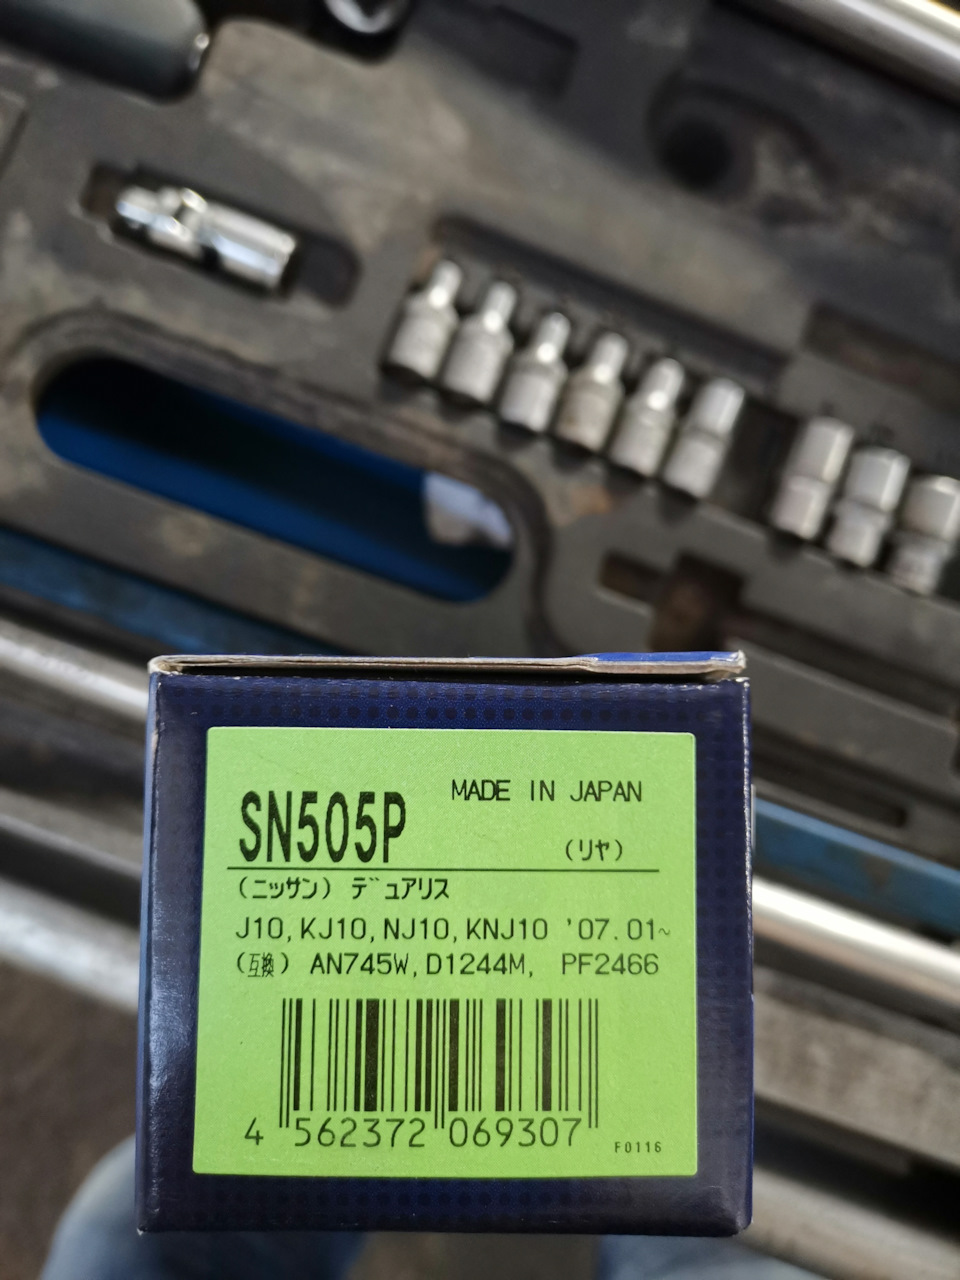 SN505P MADE IN JAPAN
(リヤ)
(ニッサン) デュアリス
J10, KJ10, NJ10, KNJ10 '07.01~
(互換) AN745W, D1244M, PF2466
4 562372 069307
F0116